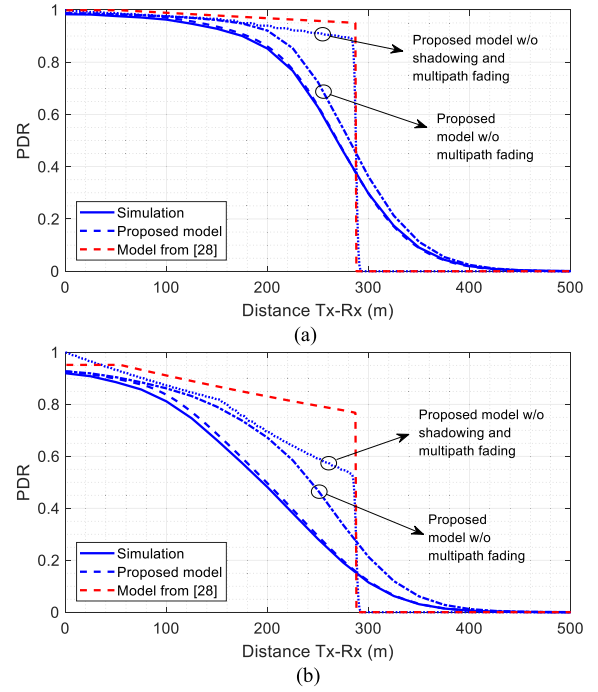 1
0.8
0.6
0.4
0.2
0
PDR
Proposed model w/o
shadowing and
multipath fading
Proposed
model w/o
multipath fading
Simulation
Proposed model
Model from [28]
0 100 200 300 400 500
Distance Tx-Rx (m)
(a)
1
0.8
0.6
0.4
0.2
0
PDR
Proposed model w/o
shadowing and
multipath fading
Proposed
model w/o
multipath fading
Simulation
Proposed model
Model from [28]
0 100 200 300 400 500
Distance Tx-Rx (m)
(b)